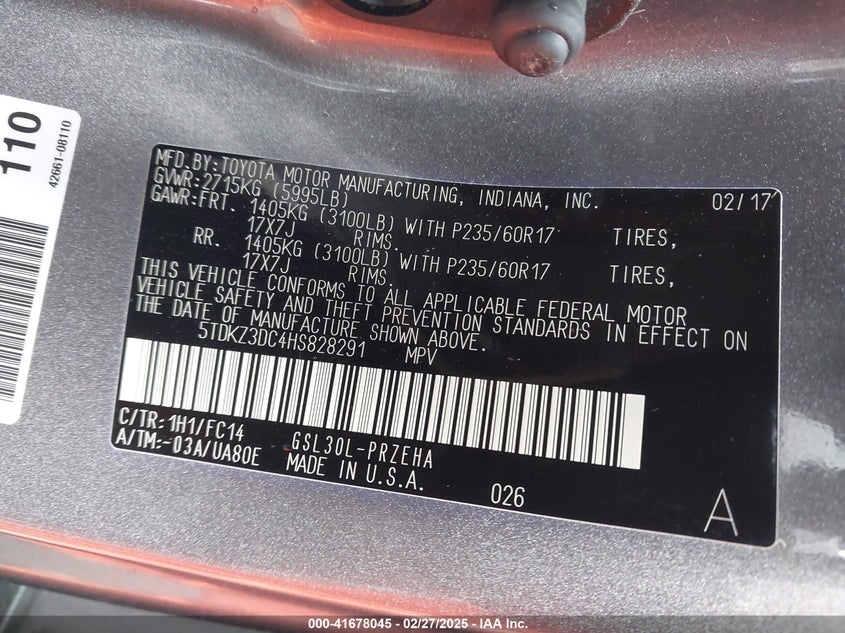 110
42661-08110
MFD.BY:TOYOTA MOTOR MANUFACTURING, INDIANA, INC. 02/17
GVWR:2715KG (5995LB)
GAWR:FRT. 1405KG (3100LB) WITH P235/60R17 TIRES,
17X7J RIMS.
RR. 1405KG (3100LB) WITH P235/60R17 TIRES,
17X7J RIMS.
THIS VEHICLE CONFORMS TO ALL APPLICABLE FEDERAL MOTOR
VEHICLE SAFETY AND THEFT PREVENTION STANDARDS IN EFFECT ON
THE DATE OF MANUFACTURE SHOWN ABOVE.
5TDKZ3DC4HS828291 MPV
C/TR:1H1/FC14 GSL30L-PRZEHA
A/TM:-03A/UA80E MADE IN U.S.A. 026 A
000-41678045 - 02/27/2025 - IAA Inc.